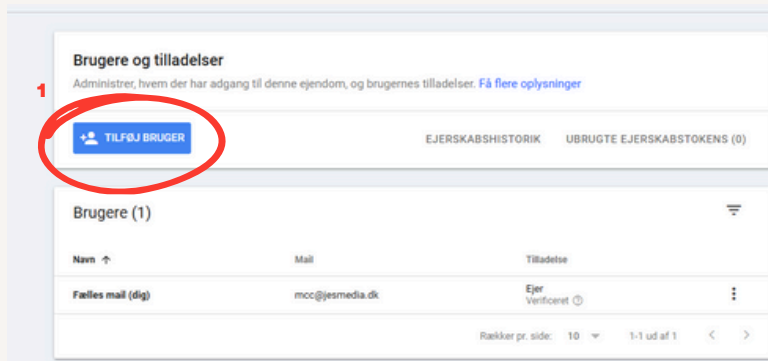 Brugere og tilladelser
Administrer, hvem der har adgang til denne ejendom, og brugernes tilladelser. Få flere oplysninger
1
TILFØJ BRUGER EJERSKABSHISTORIK UBRUGTE EJERSKABSTOKENS (0)
Brugere (1)
Navn ↑ Mail Tilladelse
Fælles mail (dig) mcc@jesmedia.dk Ejer
Verificeret
Rækker pr. side: 10 1-1 ud af 1